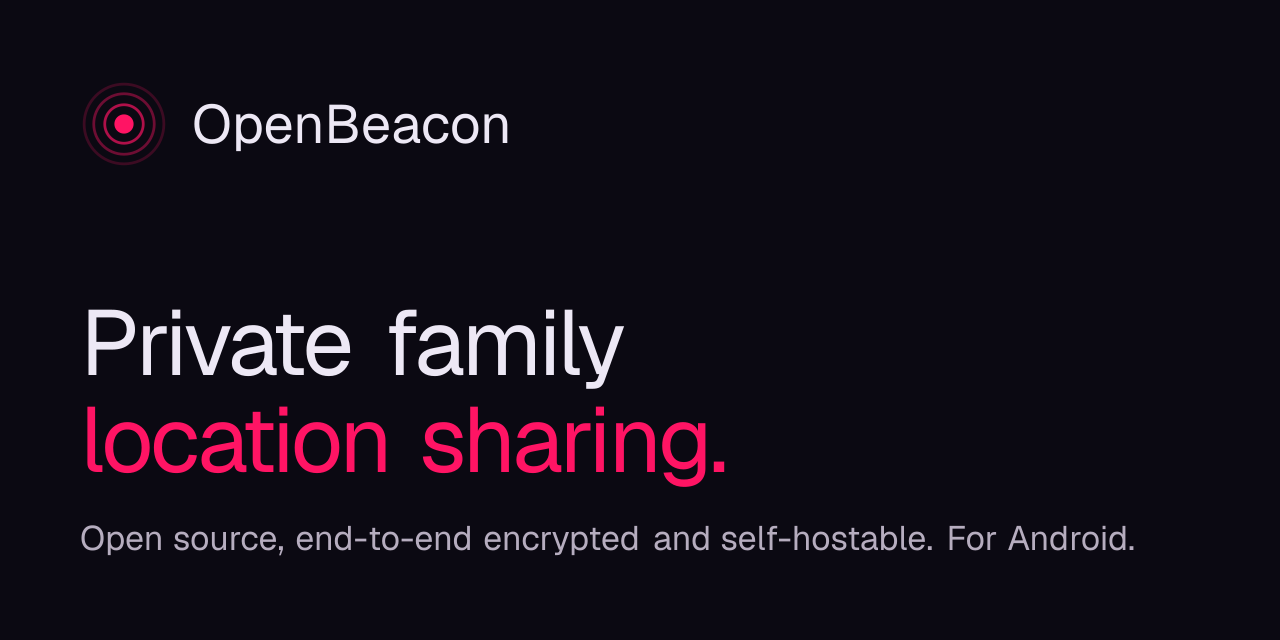 OpenBeacon
Private family
location sharing.
Open source, end-to-end encrypted and self-hostable. For Android.